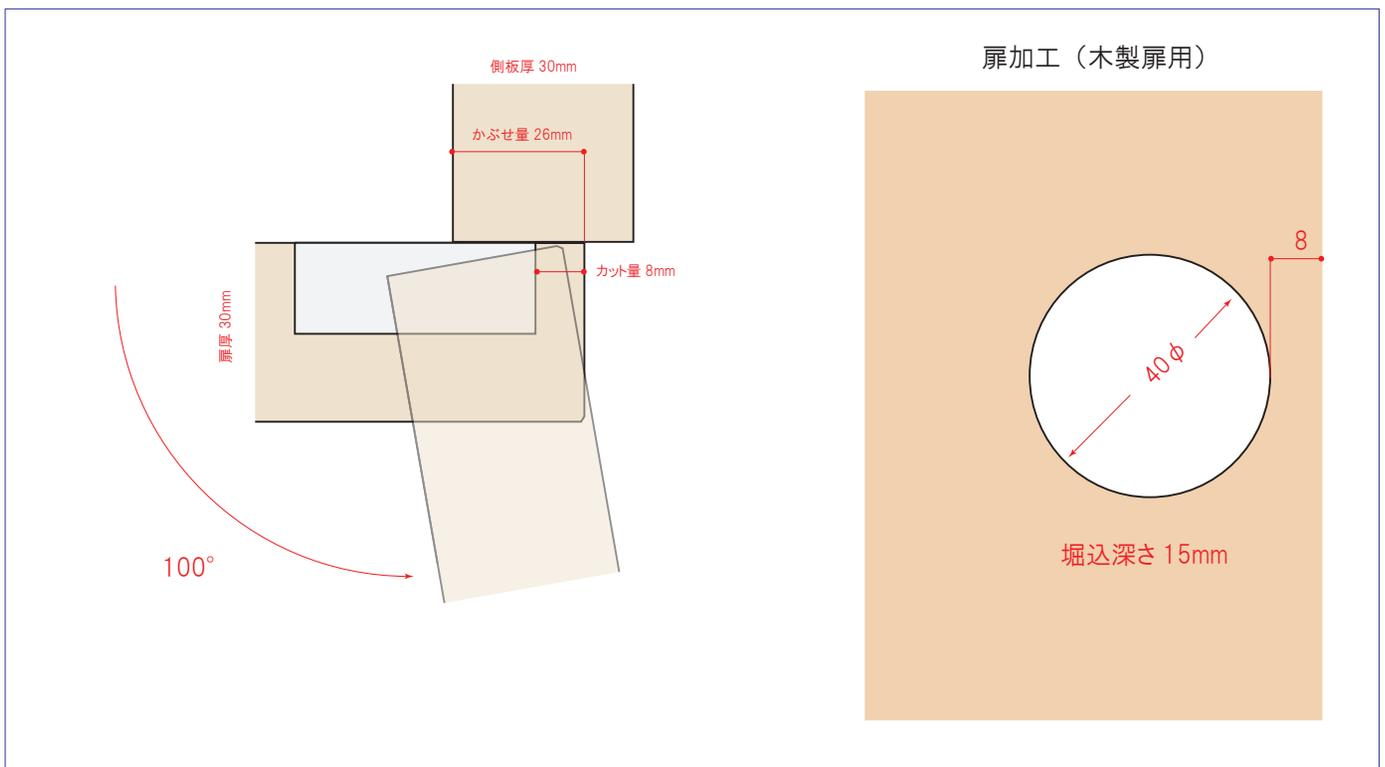 側板厚 30mm
かぶせ量 26mm
カット量 8mm
扉厚 30mm
100°
扉加工（木製扉用）
8
40φ
堀込深さ 15mm